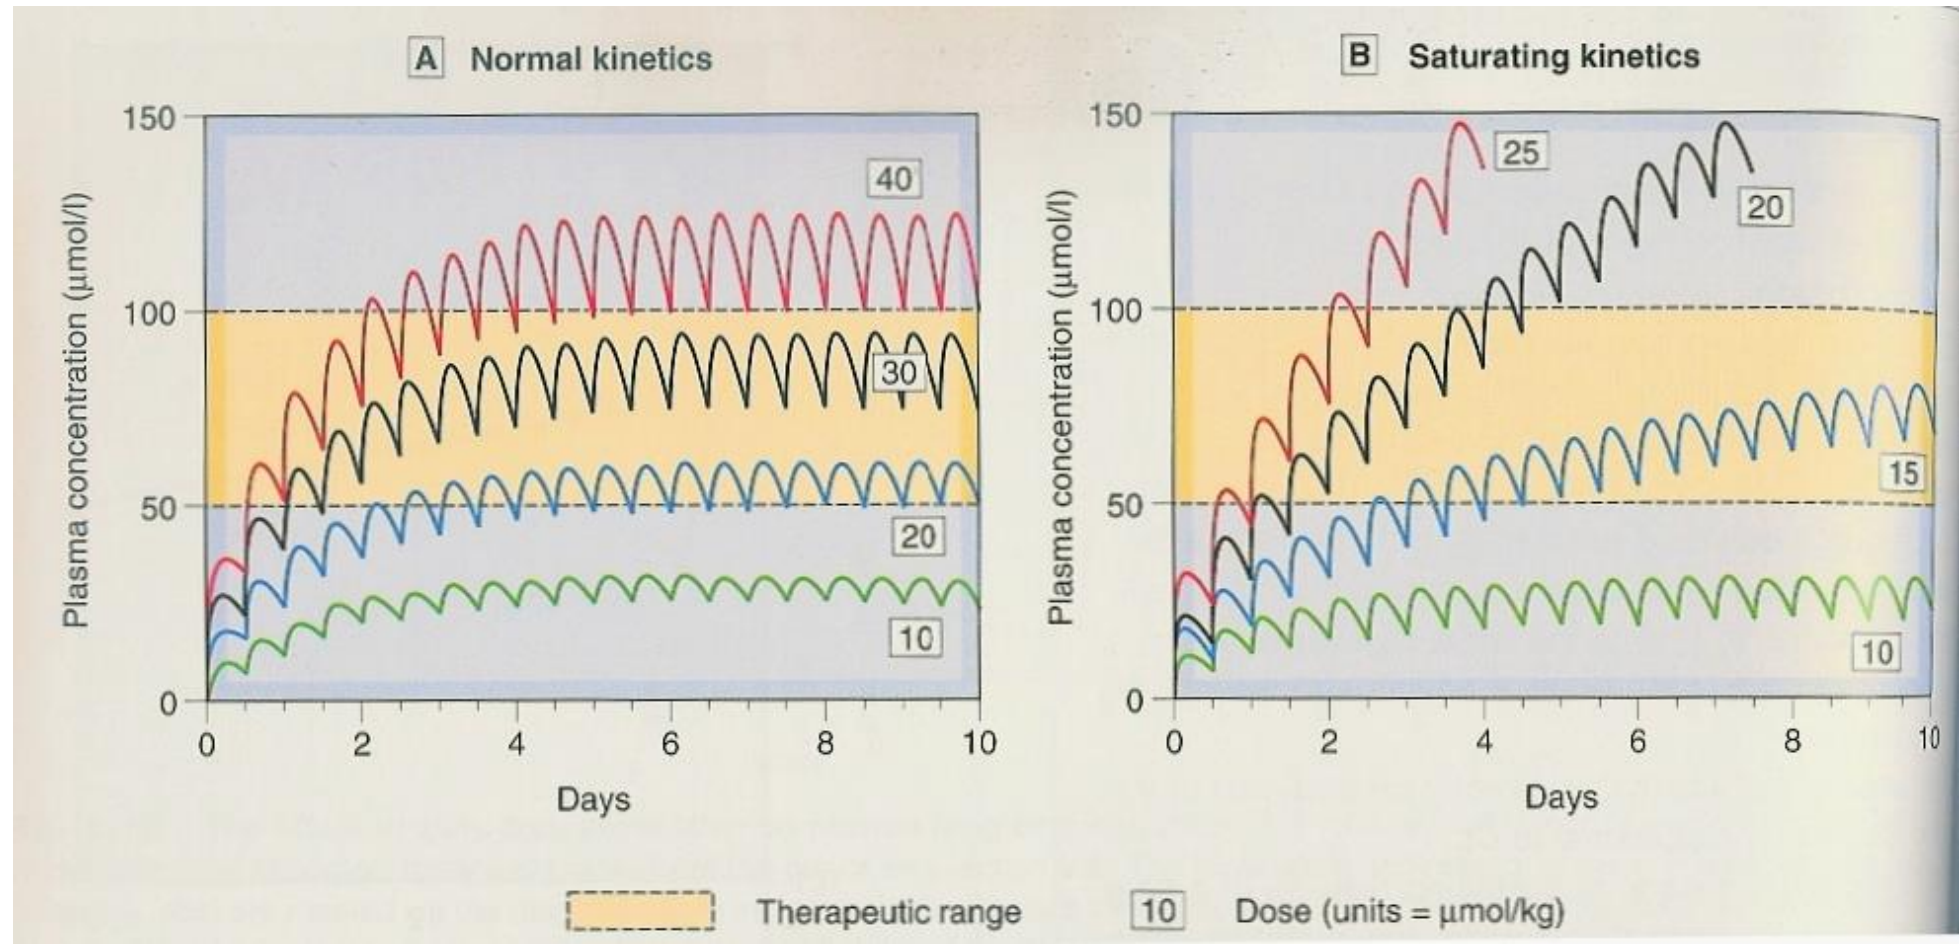 A Normal kinetics
150
100
50
0
Plasma concentration (µmol/l)
40
30
20
10
0 2 4 6 8 10
Days
B Saturating kinetics
150
100
50
0
Plasma concentration (µmol/l)
25
20
15
10
0 2 4 6 8 10
Days
Therapeutic range
10 Dose (units = µmol/kg)